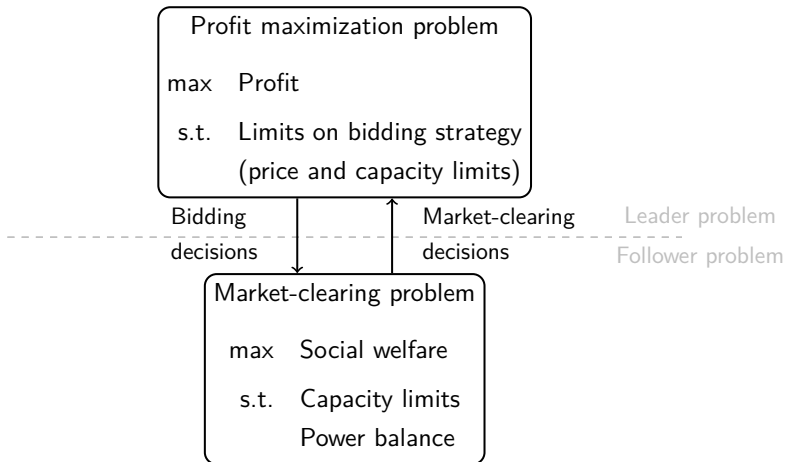 Profit maximization problem
max Profit
s.t. Limits on bidding strategy
(price and capacity limits)
Bidding
decisions
Market-clearing
decisions
Leader problem
Follower problem
Market-clearing problem
max Social welfare
s.t. Capacity limits
Power balance